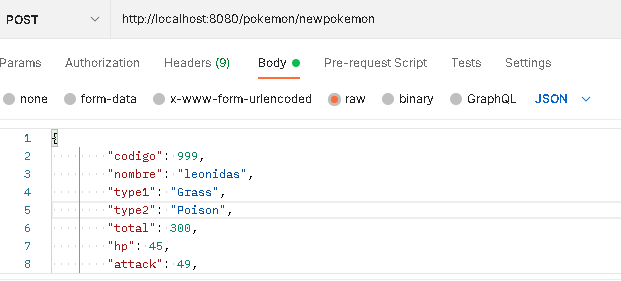 POST http://localhost:8080/pokemon/newpokemon
Params Authorization Headers (9) Body Pre-request Script Tests Settings
none form-data x-www-form-urlencoded raw binary GraphQL JSON
1 {
2 "codigo": 999,
3 "nombre": "leonidas",
4 "type1": "Grass",
5 "type2": "Poison",
6 "total": 300,
7 "hp": 45,
8 "attack": 49,